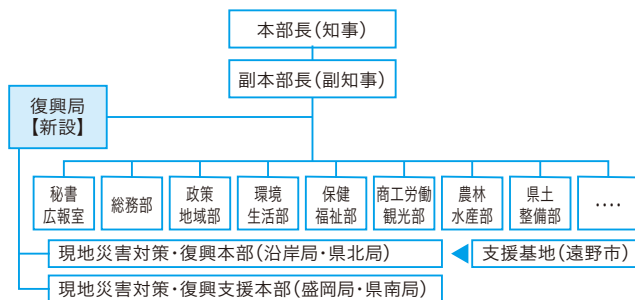 本部長(知事)
副本部長(副知事)
復興局
【新設】
秘書
広報室
総務部
政策
地域部
環境
生活部
保健
福祉部
商工労働
観光部
農林
水産部
県土
整備部
‥‥
現地災害対策・復興本部(沿岸局・県北局)
支援基地(遠野市)
現地災害対策・復興支援本部(盛岡局・県南局)